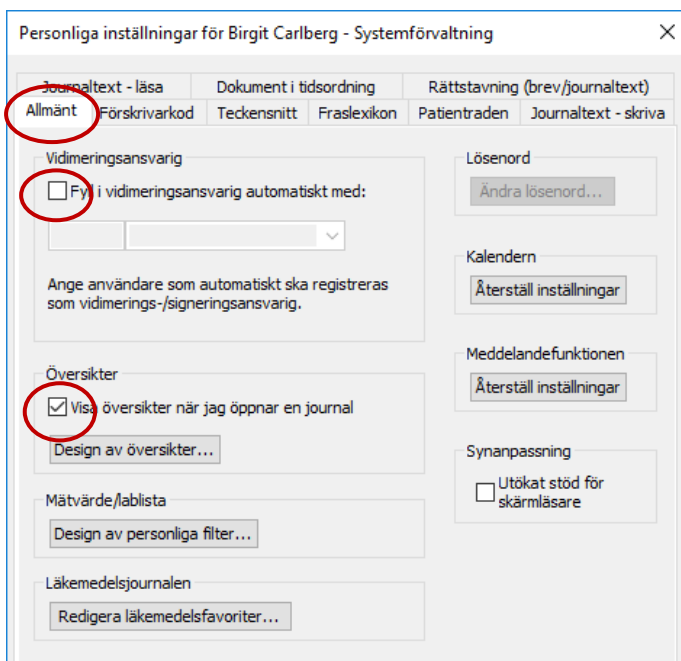 Personliga inställningar för Birgit Carlberg - Systemförvaltning
Journaltext - läsa Dokument i tidsordning Rättstavning (brev/journaltext)
Allmänt Förskrivarkod Teckensnitt Fraslexikon Patientraden Journaltext - skriva
Vidimeringsansvarig
Fyll i vidimeringsansvarig automatiskt med:
Ange användare som automatiskt ska registreras
som vidimerings-/signeringsansvarig.
Översikter
Visa översikter när jag öppnar en journal
Design av översikter...
Mätvärde/lablista
Design av personliga filter...
Läkemedelsjournalen
Redigera läkemedelsfavoriter...
Lösenord
Ändra lösenord...
Kalendern
Återställ inställningar
Meddelandefunktionen
Återställ inställningar
Synanpassning
Utökat stöd för
skärmläsare